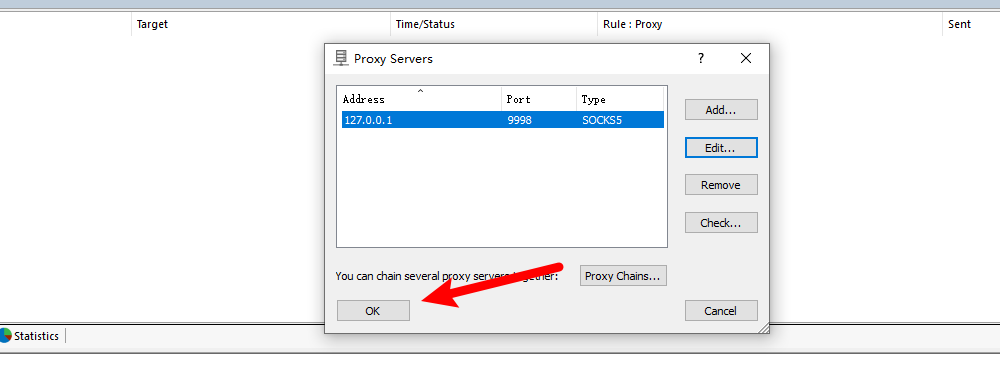 Target Time/Status Rule : Proxy Sent
Proxy Servers ?
Address Port Type
127.0.0.1 9998 SOCKS5
Add...
Edit...
Remove
Check...
You can chain several proxy servers together: Proxy Chains...
OK Cancel
Statistics